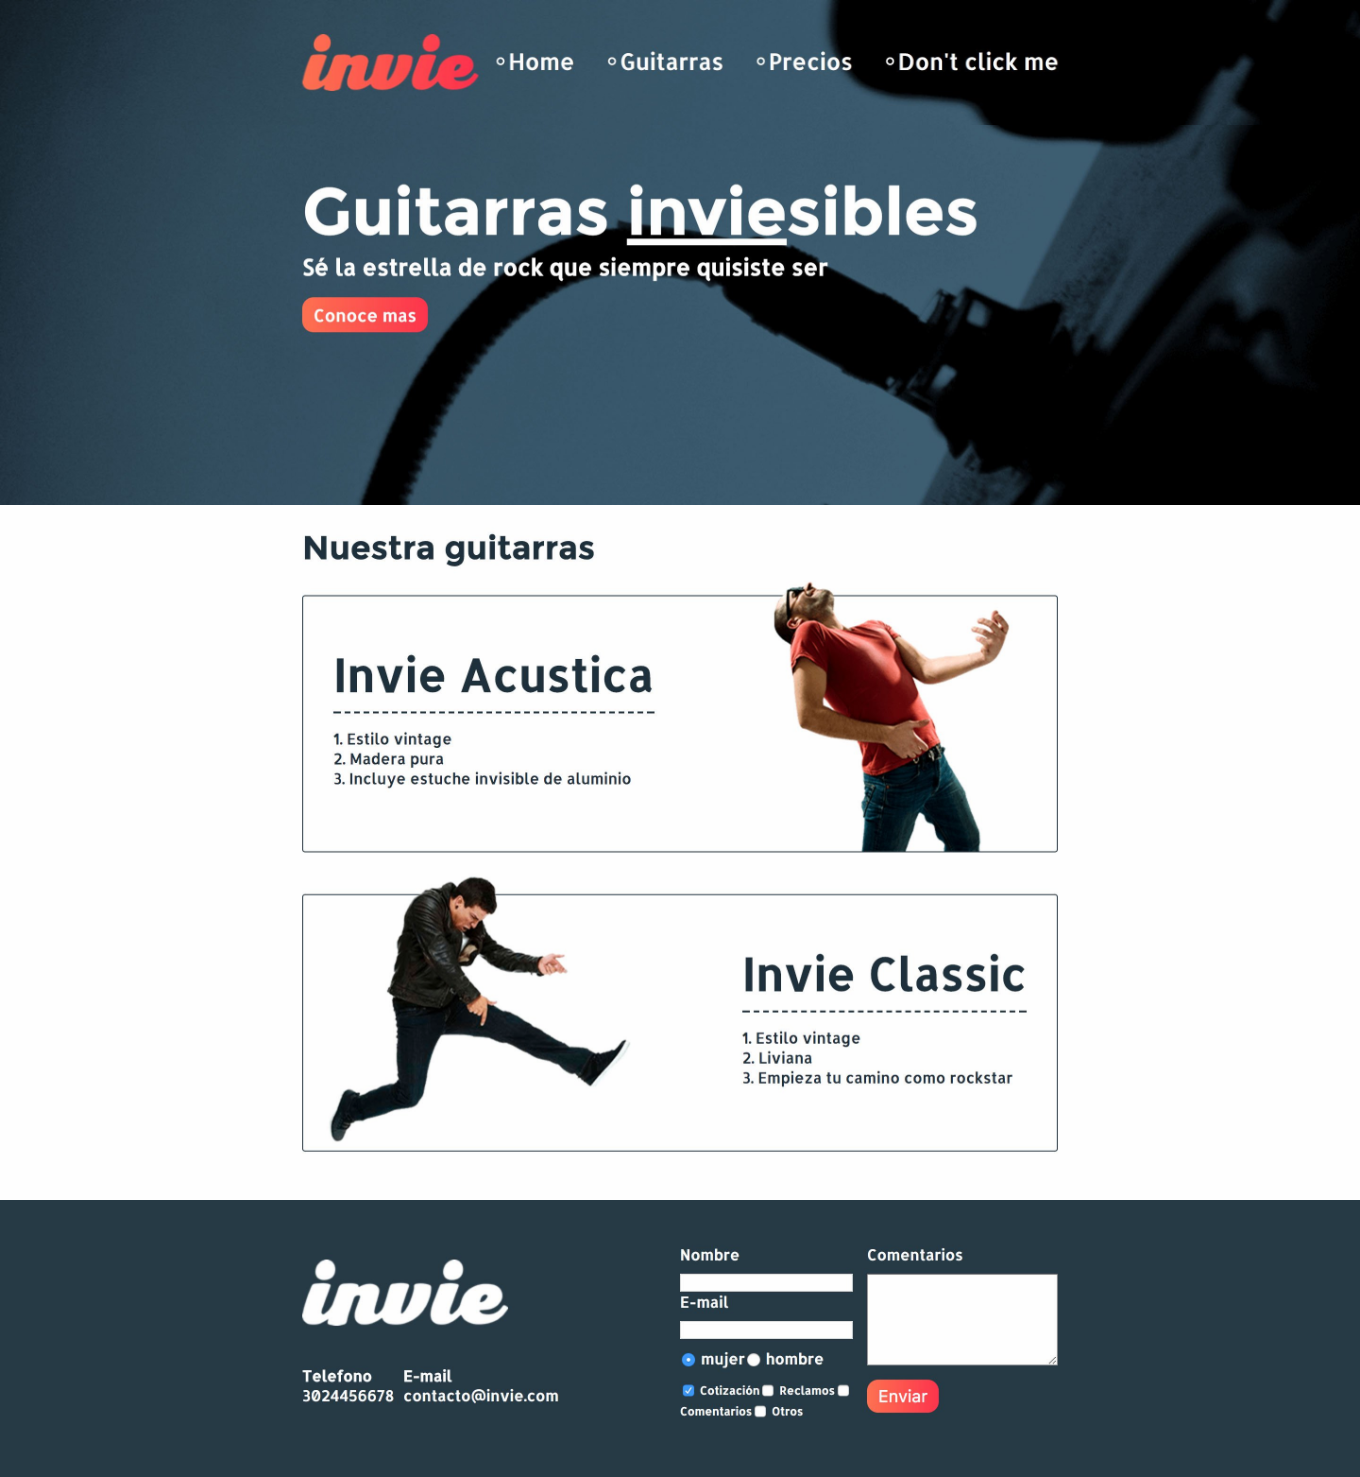 invie
Home Guitarras Precios Don't click me
Guitarras inviesibles
Sé la estrella de rock que siempre quisiste ser
Conoce mas
Nuestra guitarras
Invie Acustica
1. Estilo vintage
2. Madera pura
3. Incluye estuche invisible de aluminio
Invie Classic
1. Estilo vintage
2. Liviana
3. Empieza tu camino como rockstar
invie
Telefono E-mail
3024456678 contacto@invie.com
Nombre
E-mail
mujer hombre
Cotización Reclamos
Comentarios Otros
Comentarios
Enviar